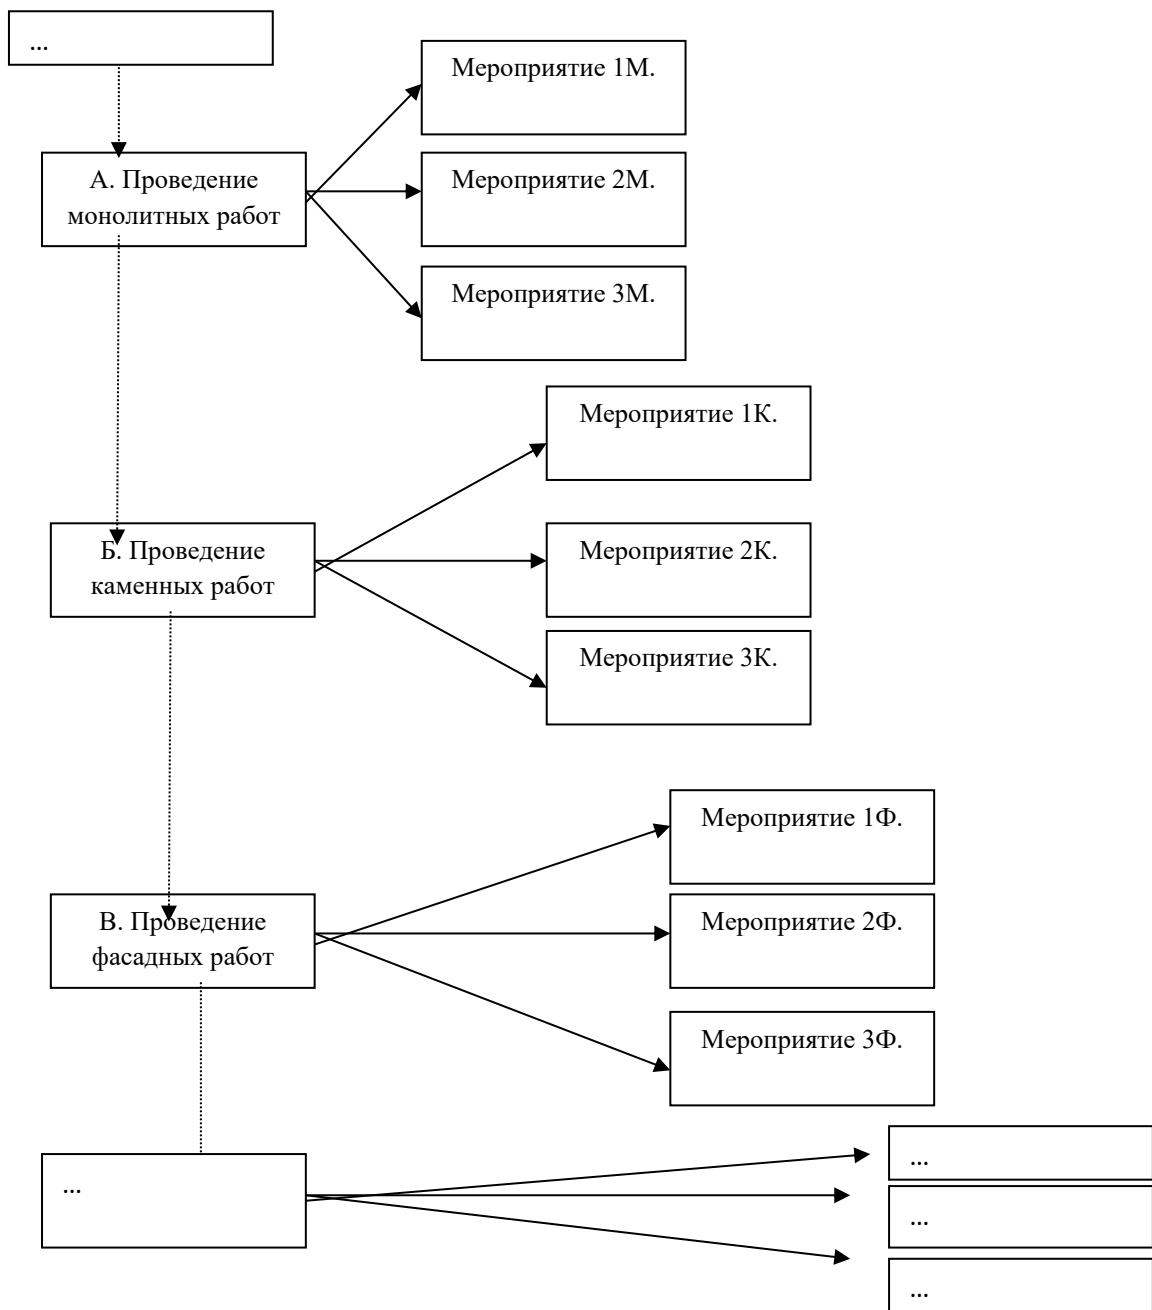 ...
Мероприятие 1М.
А. Проведение
монолитных работ
Мероприятие 2М.
Мероприятие 3М.
Мероприятие 1К.
Б. Проведение
каменных работ
Мероприятие 2К.
Мероприятие 3К.
Мероприятие 1Ф.
В. Проведение
фасадных работ
Мероприятие 2Ф.
Мероприятие 3Ф.
...
...
...
...